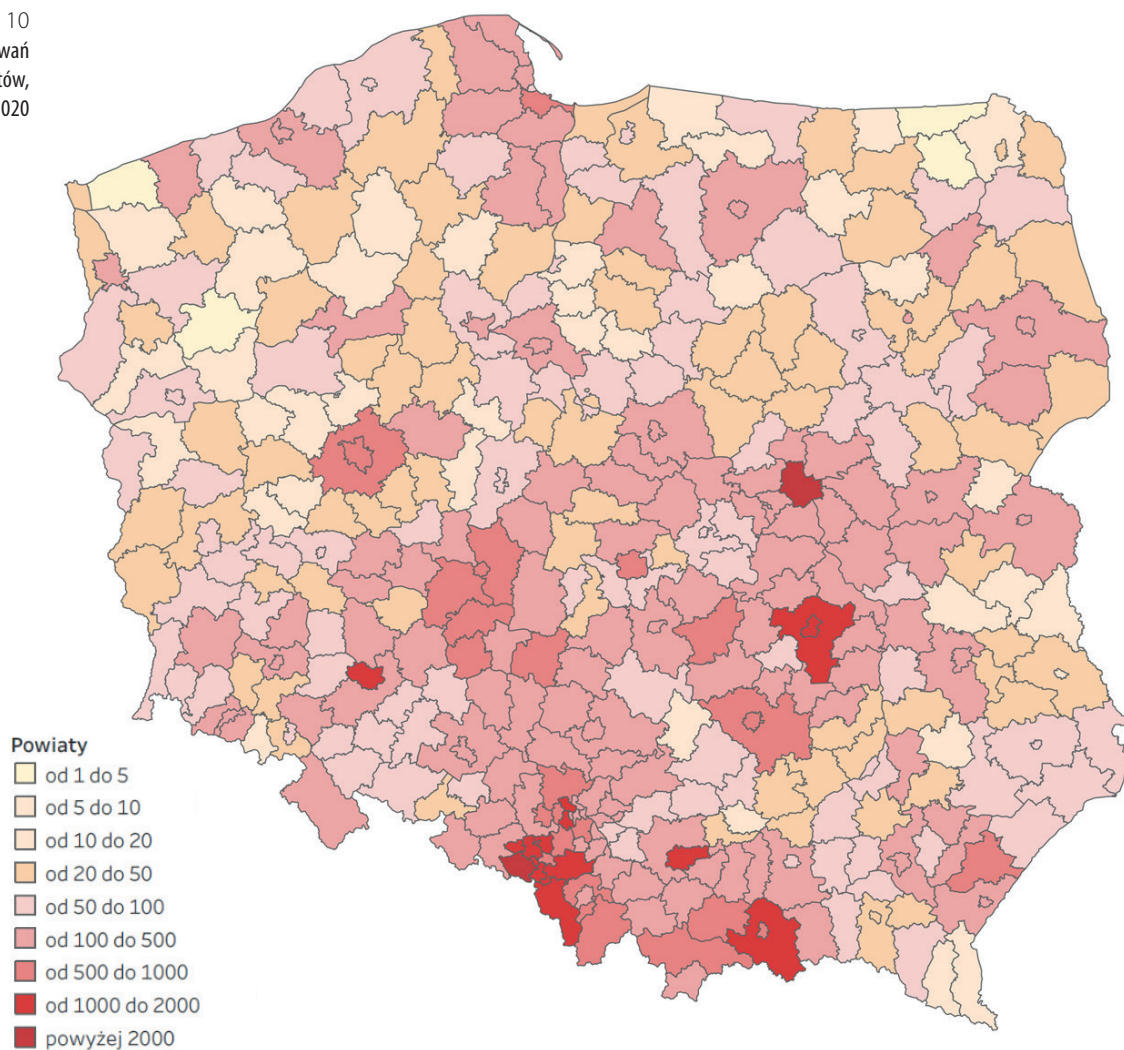 10
wań
tów,
2020
Powiaty
od 1 do 5
od 5 do 10
od 10 do 20
od 20 do 50
od 50 do 100
od 100 do 500
od 500 do 1000
od 1000 do 2000
powyżej 2000